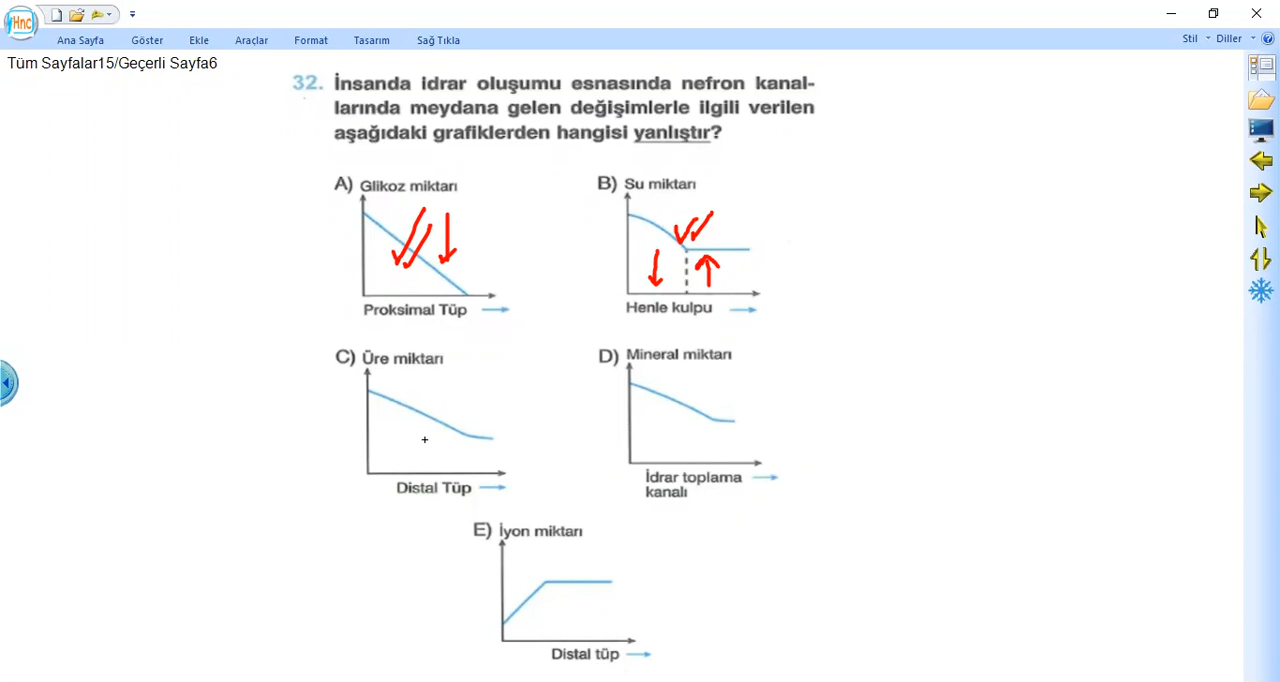 Hnc
Ana Sayfa Göster Ekle Araçlar Format Tasarım Sağ Tıkla Stil Diller
Tüm Sayfalar15/Geçerli Sayfa6
32. İnsanda idrar oluşumu esnasında nefron kanal-
larında meydana gelen değişimlerle ilgili verilen
aşağıdaki grafiklerden hangisi yanlıştır?
A) Glikoz miktarı
Proksimal Tüp
B) Su miktarı
Henle kulpu
C) Üre miktarı
Distal Tüp
D) Mineral miktarı
İdrar toplama
kanalı
E) İyon miktarı
Distal tüp